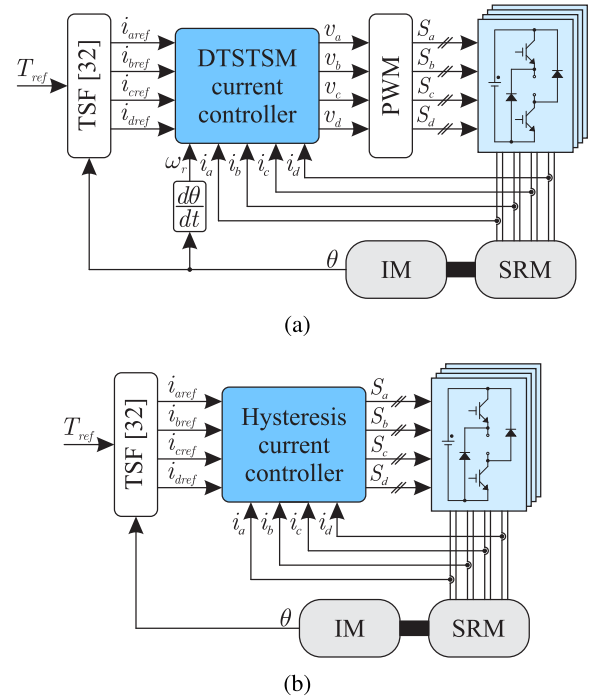 T_ref
TSF [32]
i_aref
i_bref
i_cref
i_dref
DTSTSM
current
controller
v_a
v_b
v_c
v_d
PWM
S_a
S_b
S_c
S_d
ω_r
i_a
i_b
i_c
i_d
dθ
dt
θ
IM
SRM
(a)
T_ref
TSF [32]
i_aref
i_bref
i_cref
i_dref
Hysteresis
current
controller
S_a
S_b
S_c
S_d
i_a
i_b
i_c
i_d
θ
IM
SRM
(b)